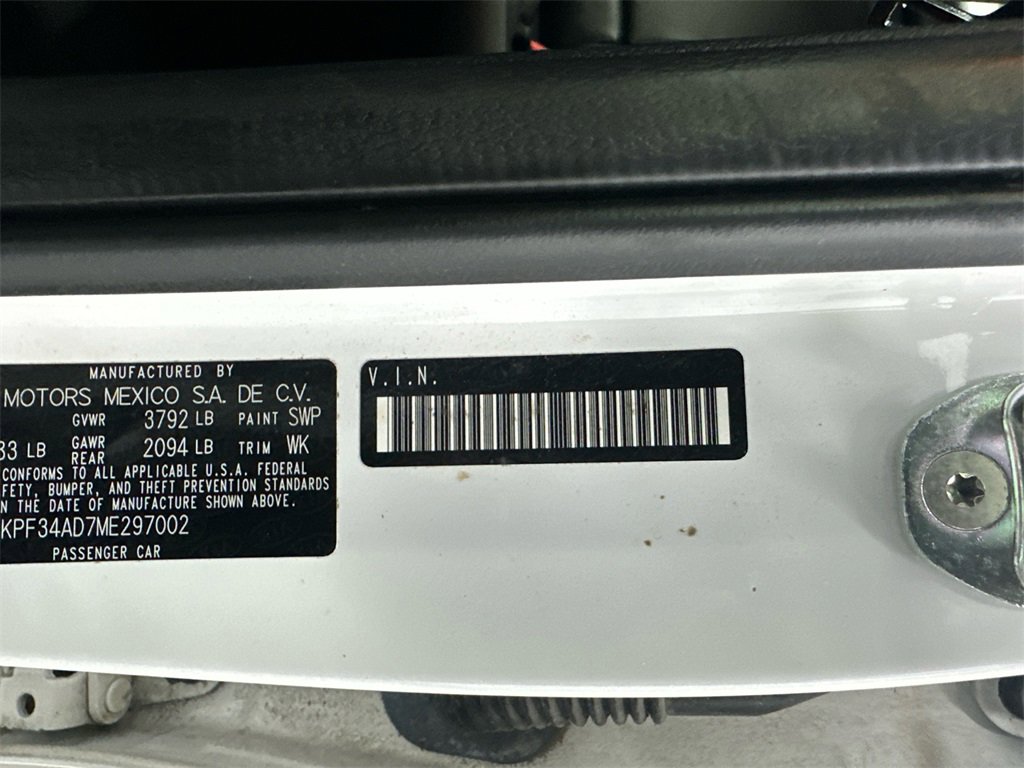 MANUFACTURED BY
MOTORS MEXICO S.A. DE C.V.
GVWR 3792 LB PAINT SWP
33 LB GAWR REAR 2094 LB TRIM WK
CONFORMS TO ALL APPLICABLE U.S.A. FEDERAL
FETY, BUMPER, AND THEFT PREVENTION STANDARDS
N THE DATE OF MANUFACTURE SHOWN ABOVE.
KPF34AD7ME297002
PASSENGER CAR
V.I.N.